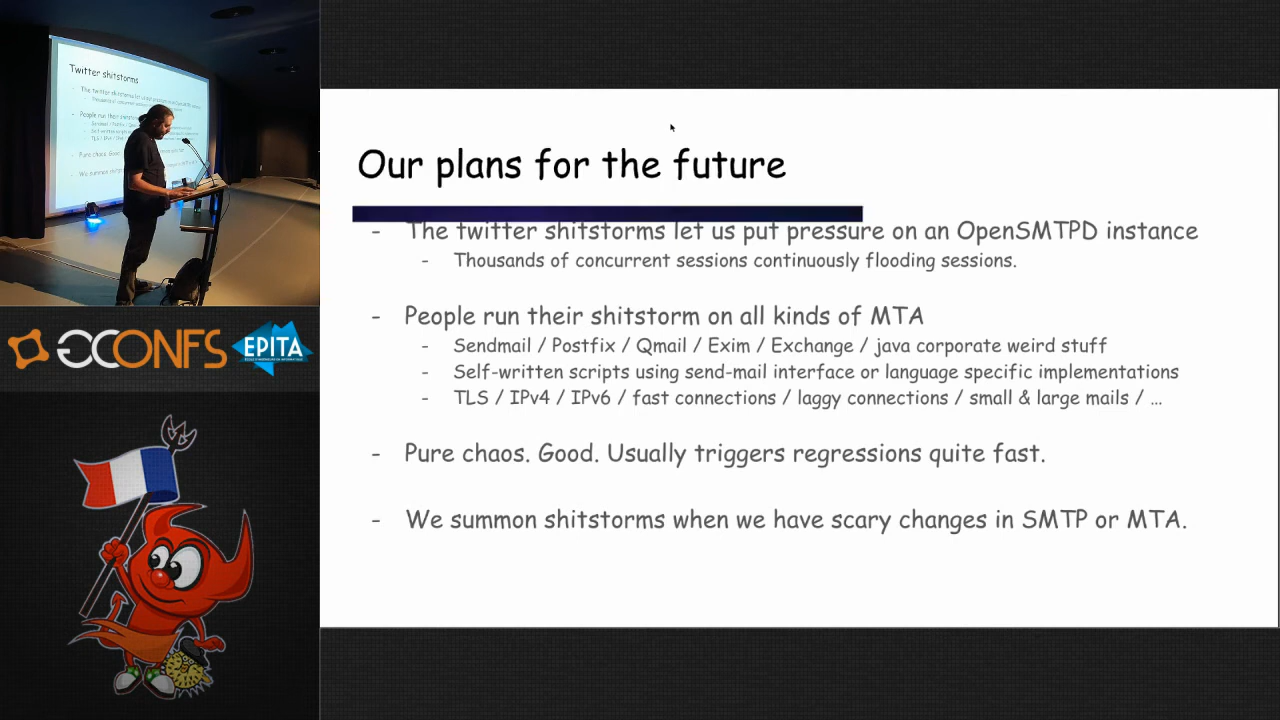 Twitter shitstorms
Our plans for the future
- The twitter shitstorms let us put pressure on an OpenSMTPD instance
- Thousands of concurrent sessions continuously flooding sessions.
- People run their shitstorm on all kinds of MTA
- Sendmail / Postfix / Qmail / Exim / Exchange / java corporate weird stuff
- Self-written scripts using send-mail interface or language specific implementations
- TLS / IPv4 / IPv6 / fast connections / laggy connections / small & large mails / …
- Pure chaos. Good. Usually triggers regressions quite fast.
- We summon shitstorms when we have scary changes in SMTP or MTA.
GCONFS
EPITA